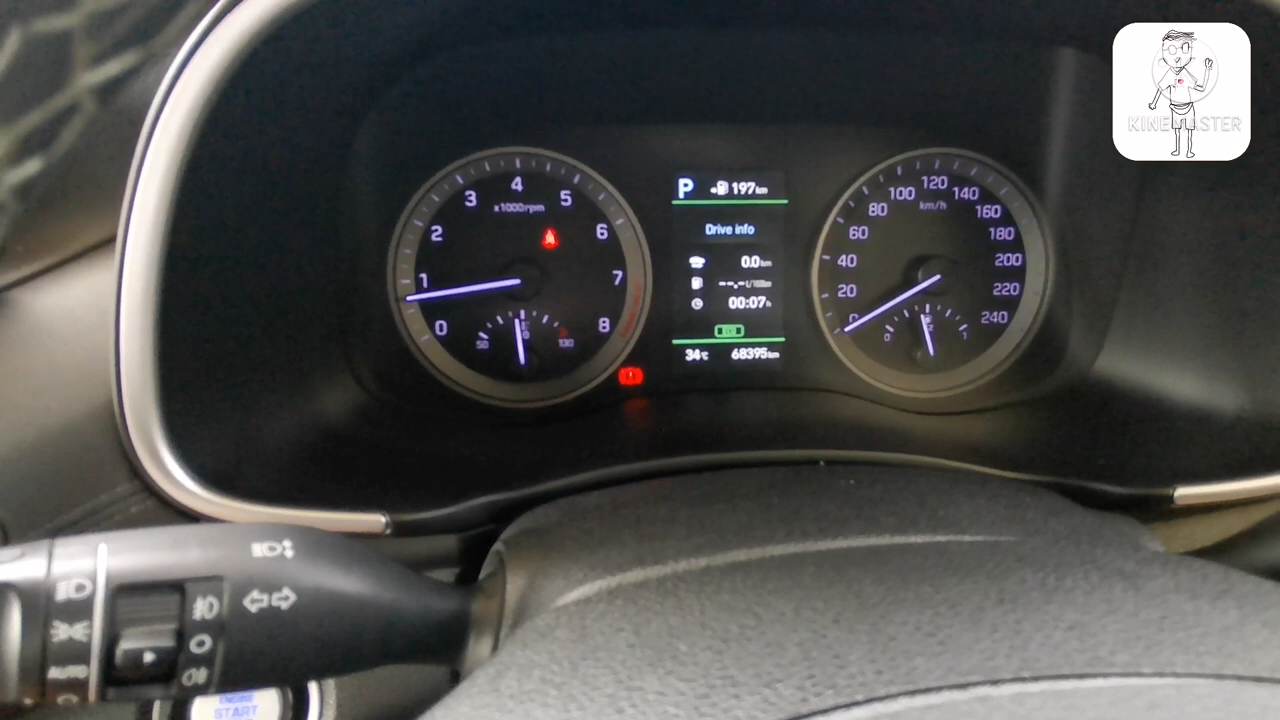 0
1
2
3
4
5
6
7
8
x1000rpm
50
130
P
197km
Drive info
0.0km
--.- L/100km
00:07h
34°C
68395km
0
20
40
60
80
100
120
140
160
180
200
220
240
km/h
0
1
AUTO
ENGINE
START
KINEMASTER